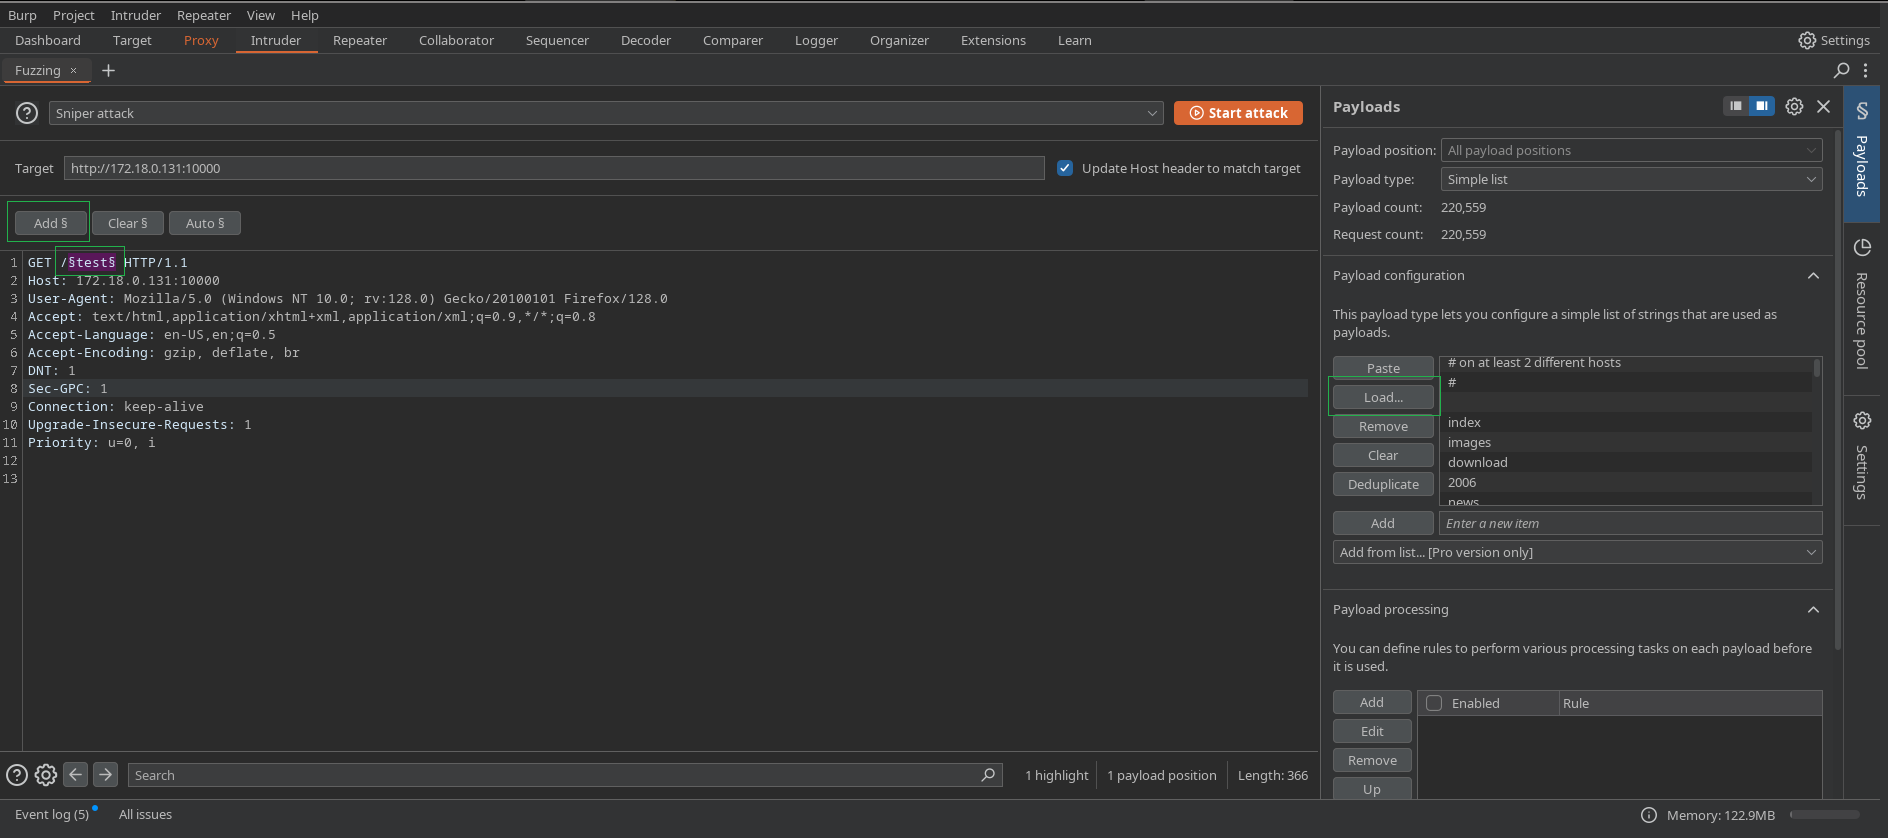 Burp Project Intruder Repeater View Help
Dashboard Target Proxy Intruder Repeater Collaborator Sequencer Decoder Comparer Logger Organizer Extensions Learn Settings
Fuzzing × +
Sniper attack Start attack
Target http://172.18.0.131:10000 Update Host header to match target
Add § Clear § Auto §
1 GET /§test§ HTTP/1.1
2 Host: 172.18.0.131:10000
3 User-Agent: Mozilla/5.0 (Windows NT 10.0; rv:128.0) Gecko/20100101 Firefox/128.0
4 Accept: text/html,application/xhtml+xml,application/xml;q=0.9,*/*;q=0.8
5 Accept-Language: en-US,en;q=0.5
6 Accept-Encoding: gzip, deflate, br
7 DNT: 1
8 Sec-GPC: 1
9 Connection: keep-alive
10 Upgrade-Insecure-Requests: 1
11 Priority: u=0, i
12
13
Search 1 highlight 1 payload position Length: 366
Payloads
Payload position: All payload positions
Payload type: Simple list
Payload count: 220,559
Request count: 220,559
Payload configuration
This payload type lets you configure a simple list of strings that are used as
payloads.
Paste
Load...
Remove
Clear
Deduplicate
# on at least 2 different hosts
#
index
images
download
2006
news
Add Enter a new item
Add from list... [Pro version only]
Payload processing
You can define rules to perform various processing tasks on each payload before
it is used.
Add
Edit
Remove
Up
Enabled Rule
§ Payloads
Resource pool
Settings
Event log (5) All issues Memory: 122.9MB